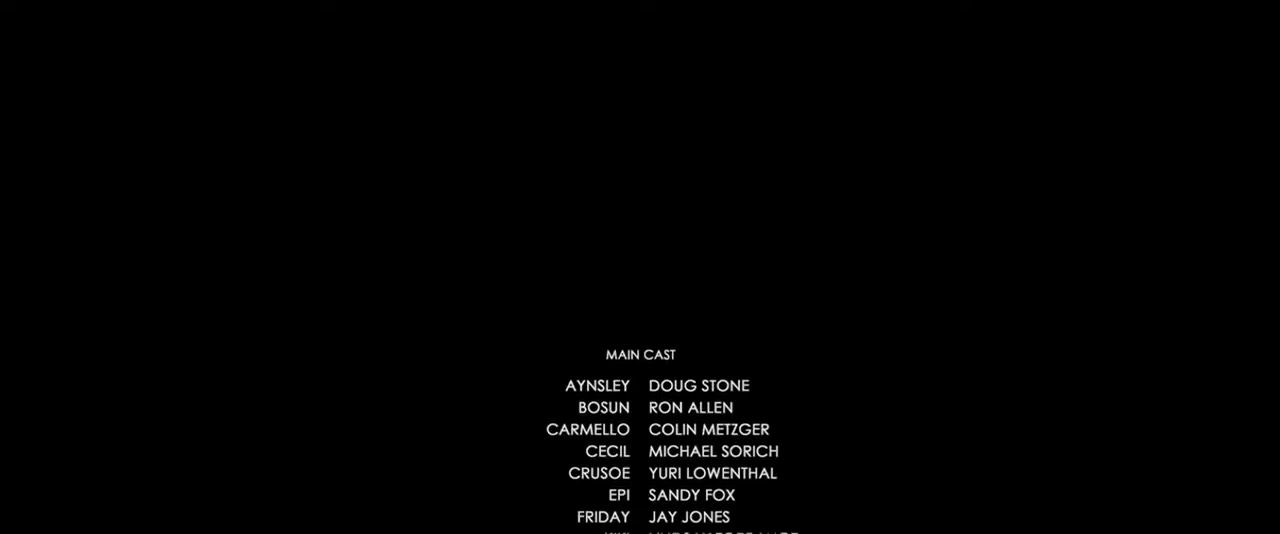 MAIN CAST
AYNSLEY DOUG STONE
BOSUN RON ALLEN
CARMELLO COLIN METZGER
CECIL MICHAEL SORICH
CRUSOE YURI LOWENTHAL
EPI SANDY FOX
FRIDAY JAY JONES